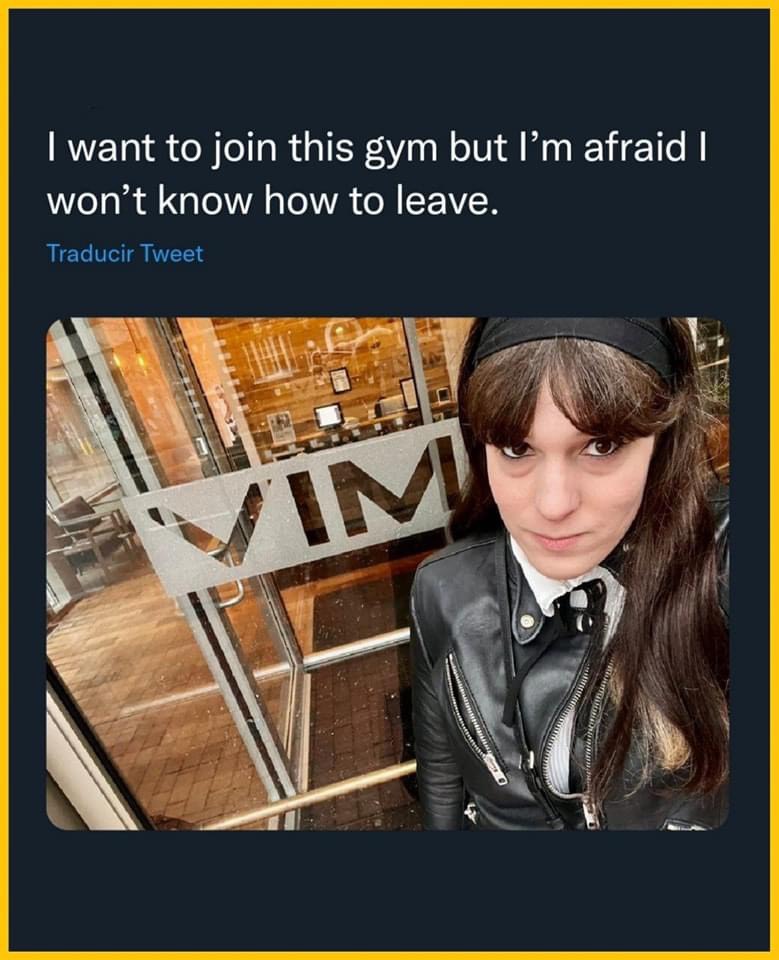 I want to join this gym but I’m afraid I
won’t know how to leave.
Traducir Tweet
VIM